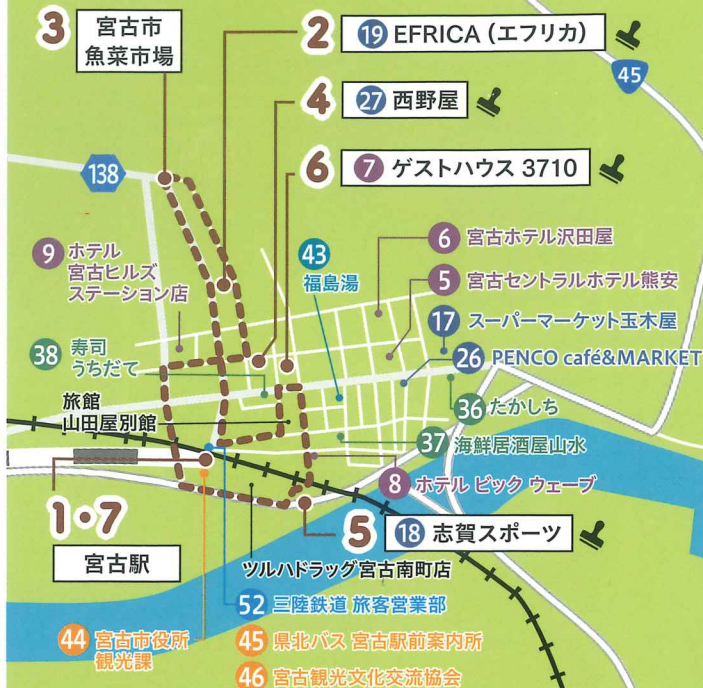 3
宮古市
魚菜市場
2
19 EFRICA（エフリカ）
45
4
27 西野屋
138
6
7 ゲストハウス 3710
9 ホテル
宮古ヒルズ
ステーション店
43
福島湯
6 宮古ホテル沢田屋
5 宮古セントラルホテル熊安
17 スーパーマーケット玉木屋
38 寿司
うちだて
26 PENCO café&MARKET
旅館
山田屋別館
36 たかしち
37 海鮮居酒屋山水
8 ホテル ビック ウェーブ
1・7
宮古駅
5
18 志賀スポーツ
ツルハドラッグ宮古南町店
52 三陸鉄道 旅客営業部
44 宮古市役所
観光課
45 県北バス 宮古駅前案内所
46 宮古観光文化交流協会